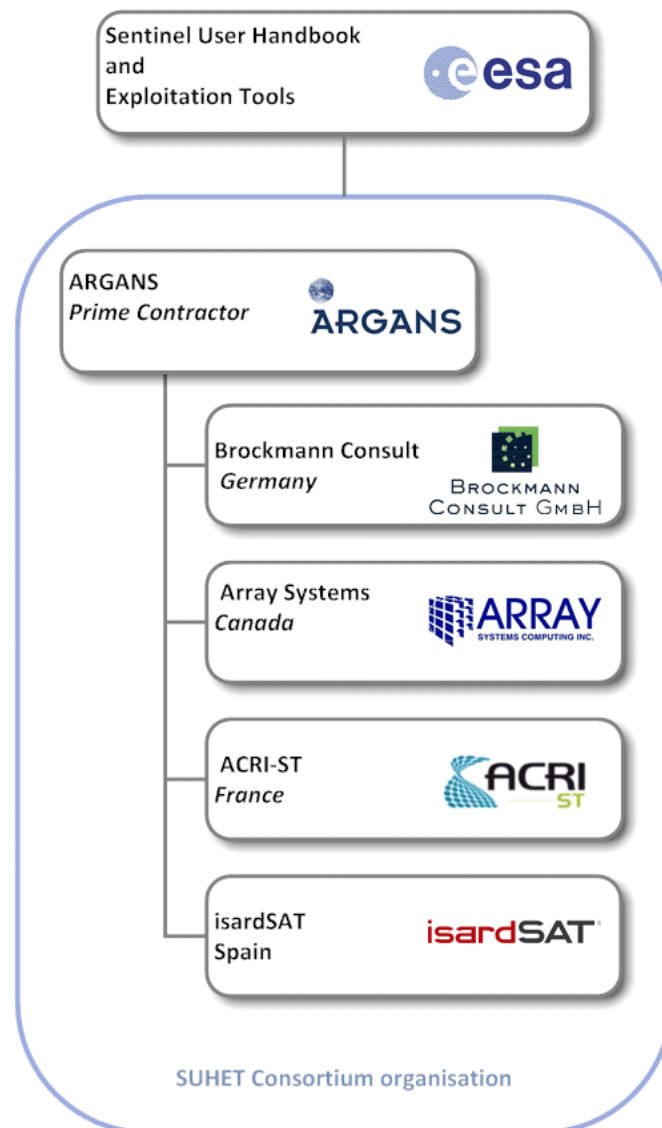 Sentinel User Handbook
and
Exploitation Tools
esa
ARGANS
Prime Contractor
ARGANS
Brockmann Consult
Germany
BROCKMANN
CONSULT GMBH
Array Systems
Canada
ARRAY
SYSTEMS COMPUTING INC.
ACRI-ST
France
ACRI
ST
isardSAT
Spain
isardSAT
SUHET Consortium organisation